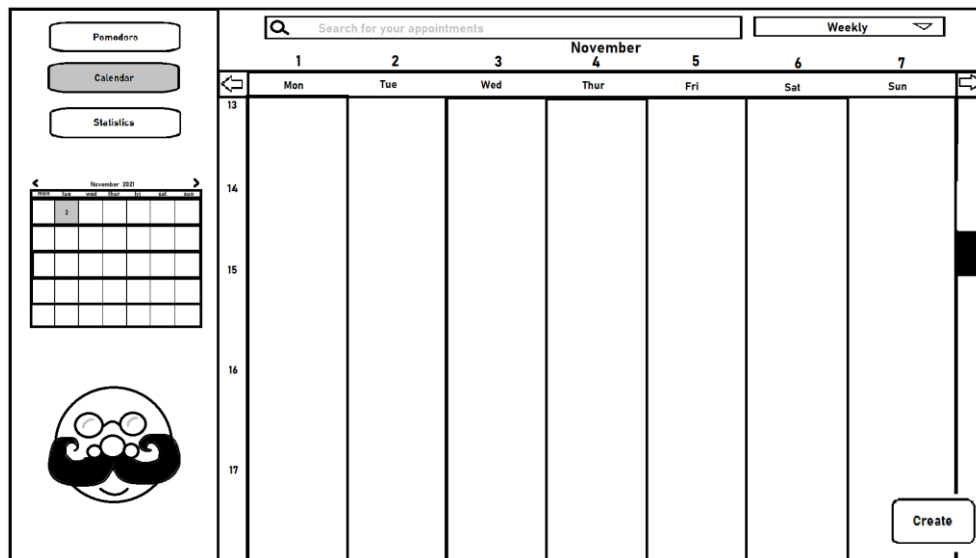 Pomodoro
Calendar
Statistics
November 2021
mon tue wed thur fri sat sun
2
Search for your appointments
Weekly
November
1 2 3 4 5 6 7
Mon Tue Wed Thur Fri Sat Sun
13
14
15
16
17
Create